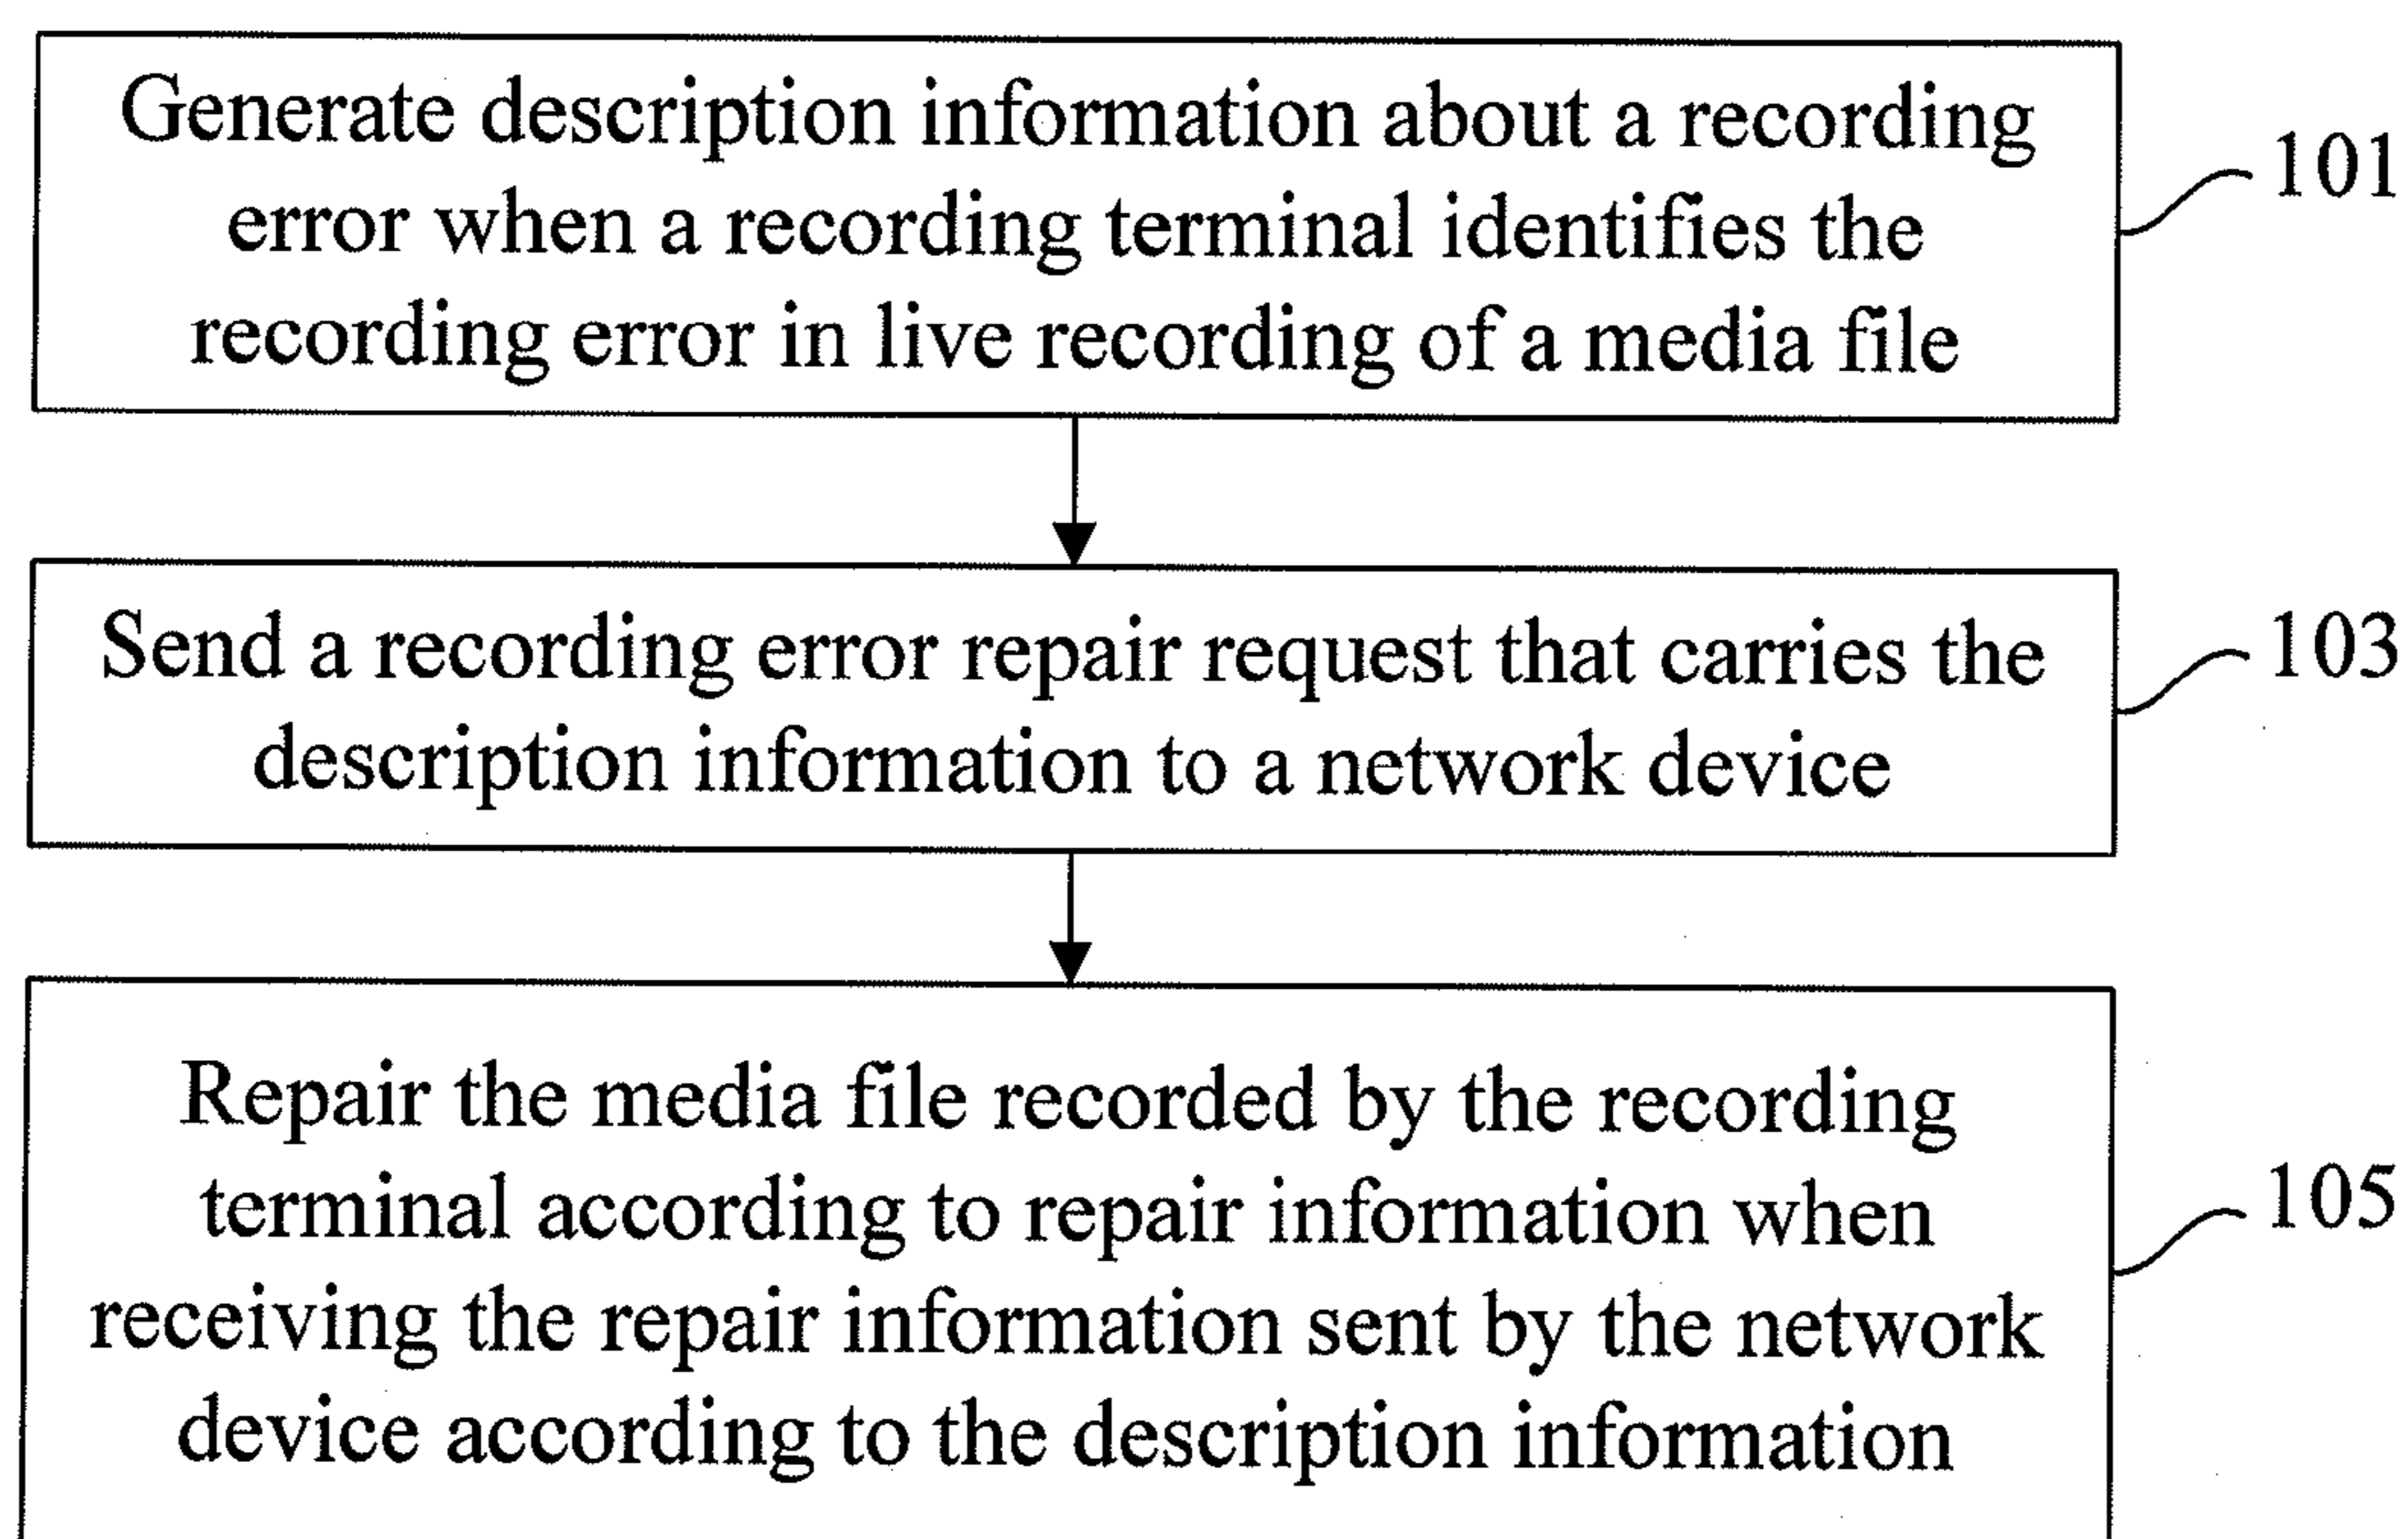 Generate description information about a recording
error when a recording terminal identifies the
recording error in live recording of a media file
101
Send a recording error repair request that carries the
description information to a network device
103
Repair the media file recorded by the recording
terminal according to repair information when
receiving the repair information sent by the network
device according to the description information
105